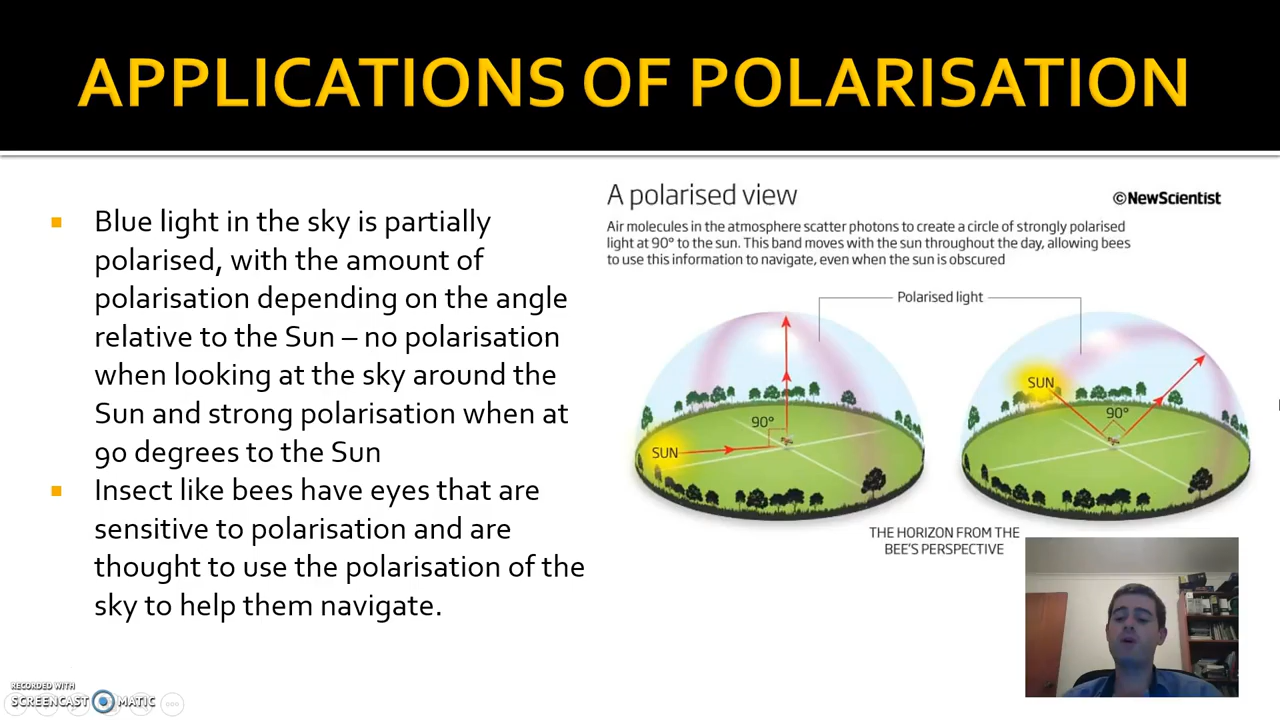 APPLICATIONS OF POLARISATION
Blue light in the sky is partially
polarised, with the amount of
polarisation depending on the angle
relative to the Sun – no polarisation
when looking at the sky around the
Sun and strong polarisation when at
90 degrees to the Sun
Insect like bees have eyes that are
sensitive to polarisation and are
thought to use the polarisation of the
sky to help them navigate.
A polarised view
©NewScientist
Air molecules in the atmosphere scatter photons to create a circle of strongly polarised
light at 90° to the sun. This band moves with the sun throughout the day, allowing bees
to use this information to navigate, even when the sun is obscured
Polarised light
SUN
90°
SUN
90°
THE HORIZON FROM THE
BEE'S PERSPECTIVE
RECORDED WITH
SCREENCAST MATIC